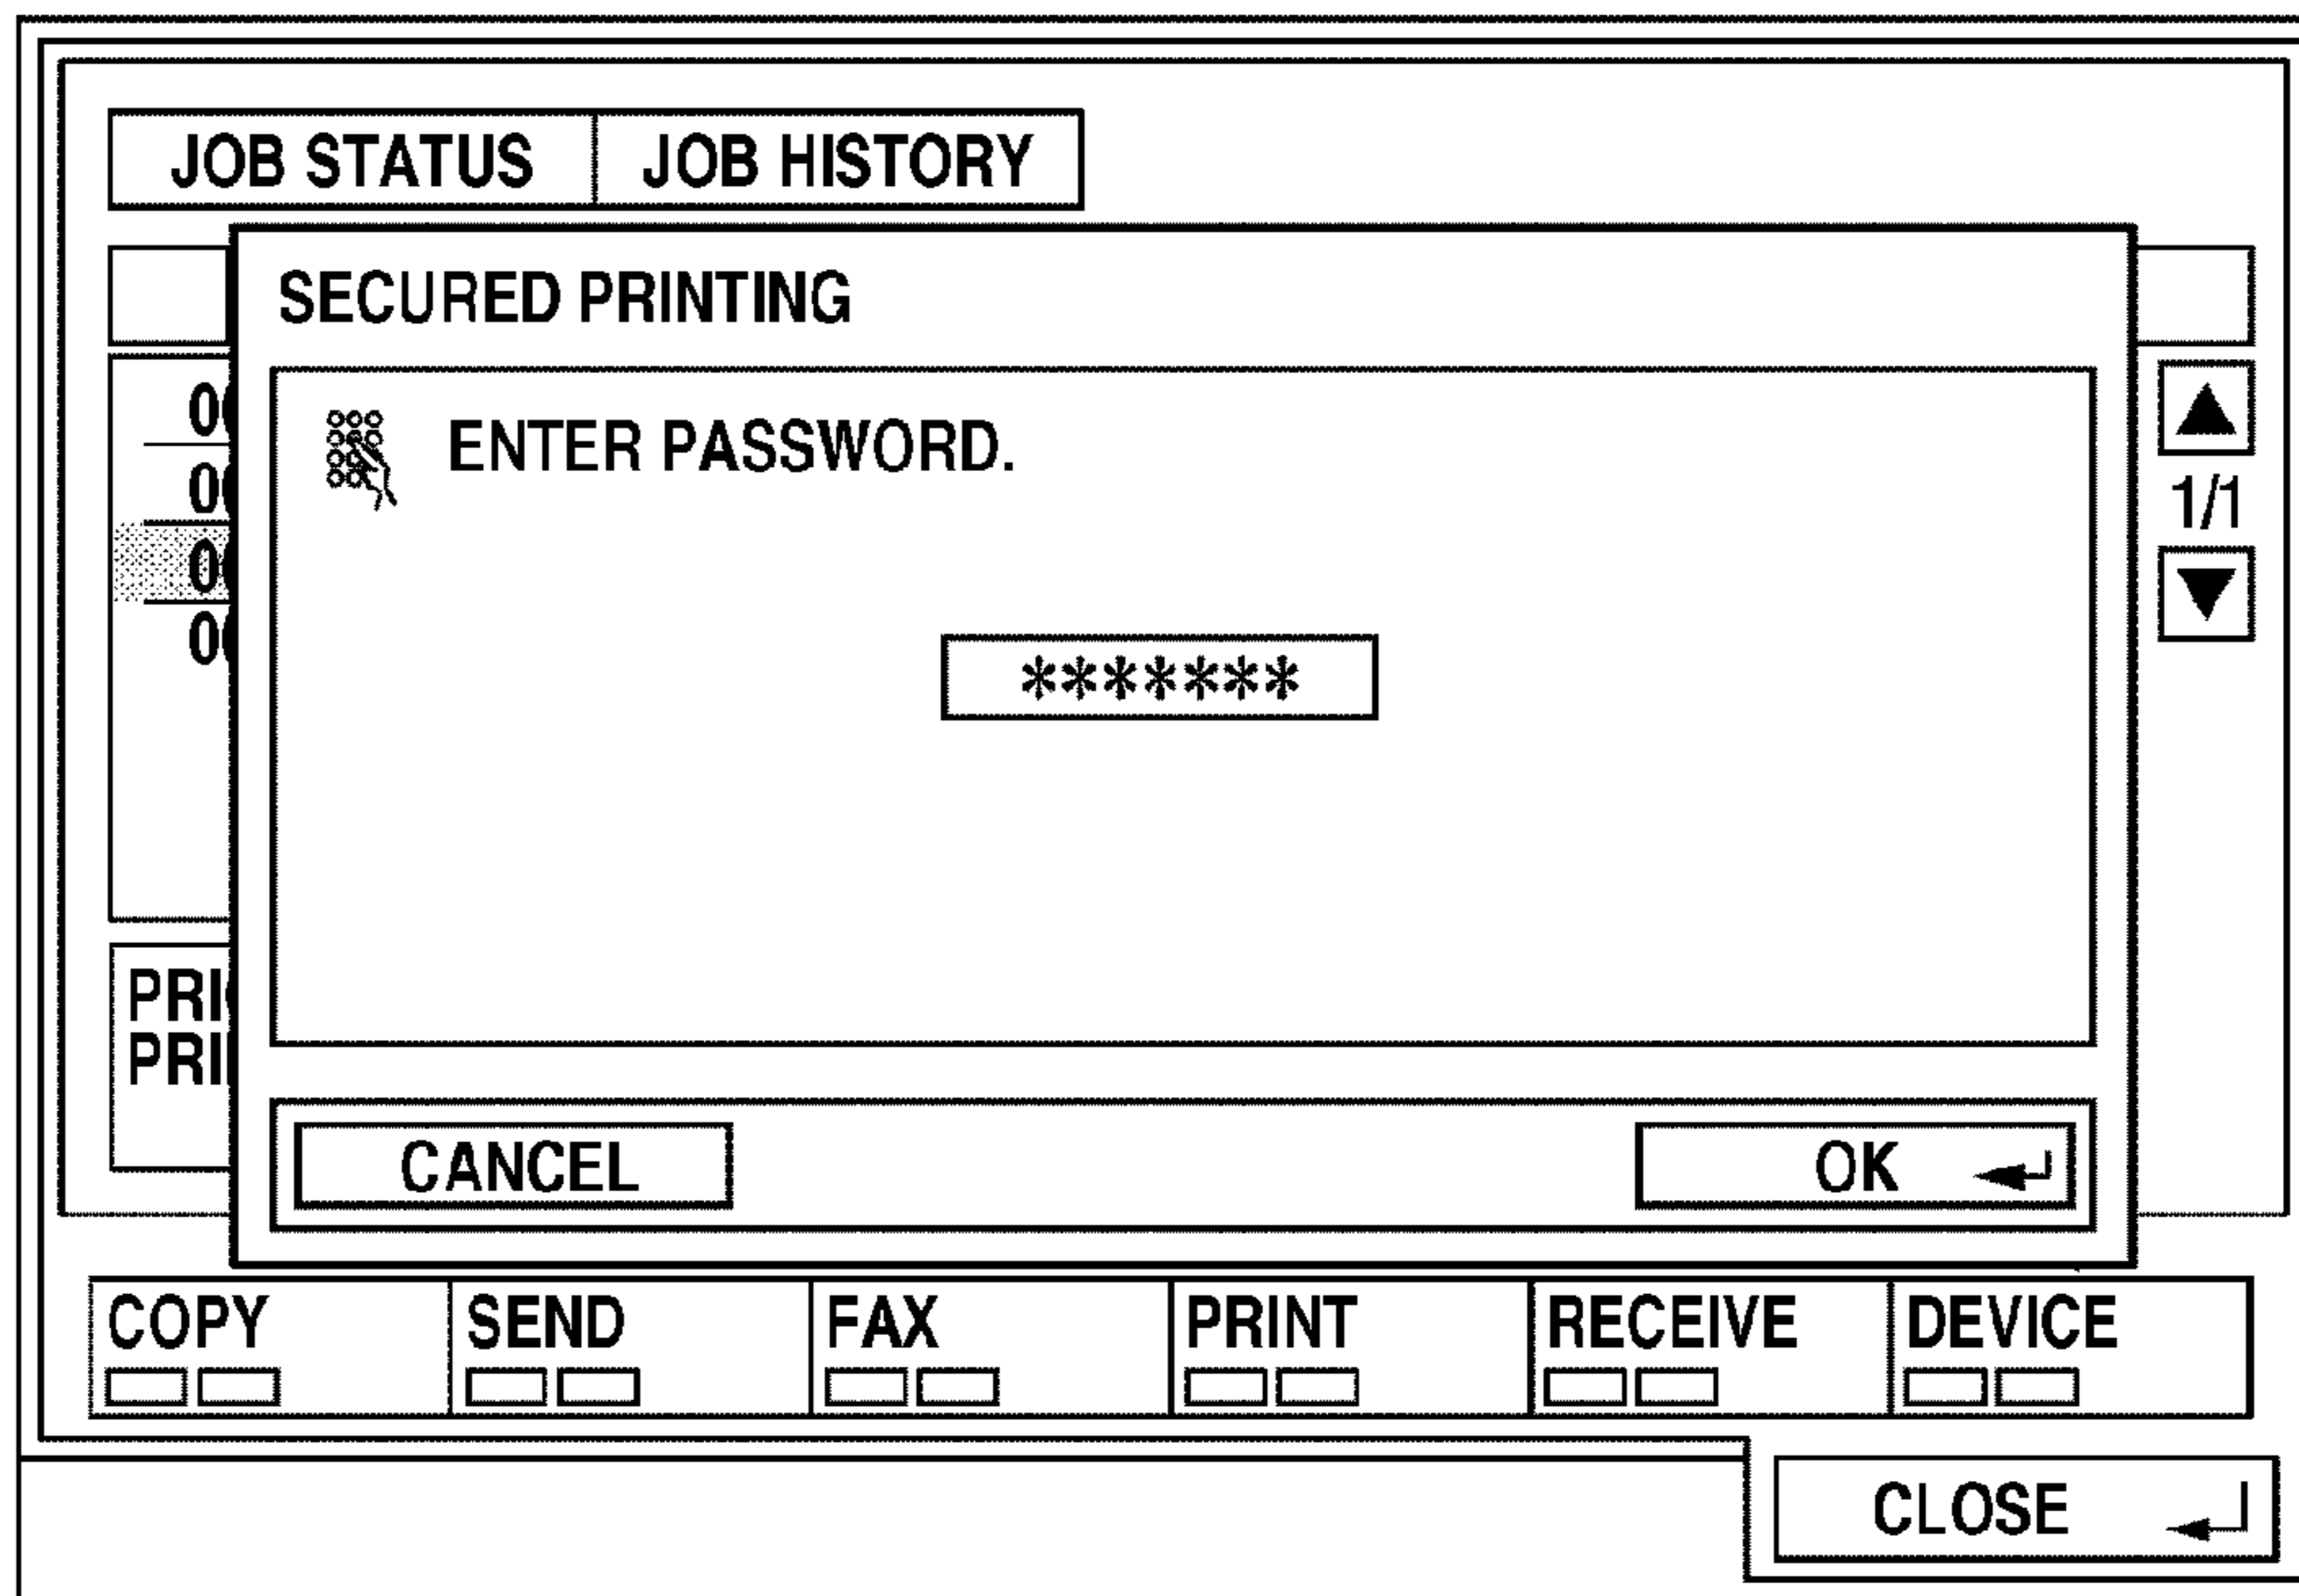 JOB STATUS JOB HISTORY
SECURED PRINTING
ENTER PASSWORD.
1/1
*******
CANCEL OK
COPY SEND FAX PRINT RECEIVE DEVICE
CLOSE